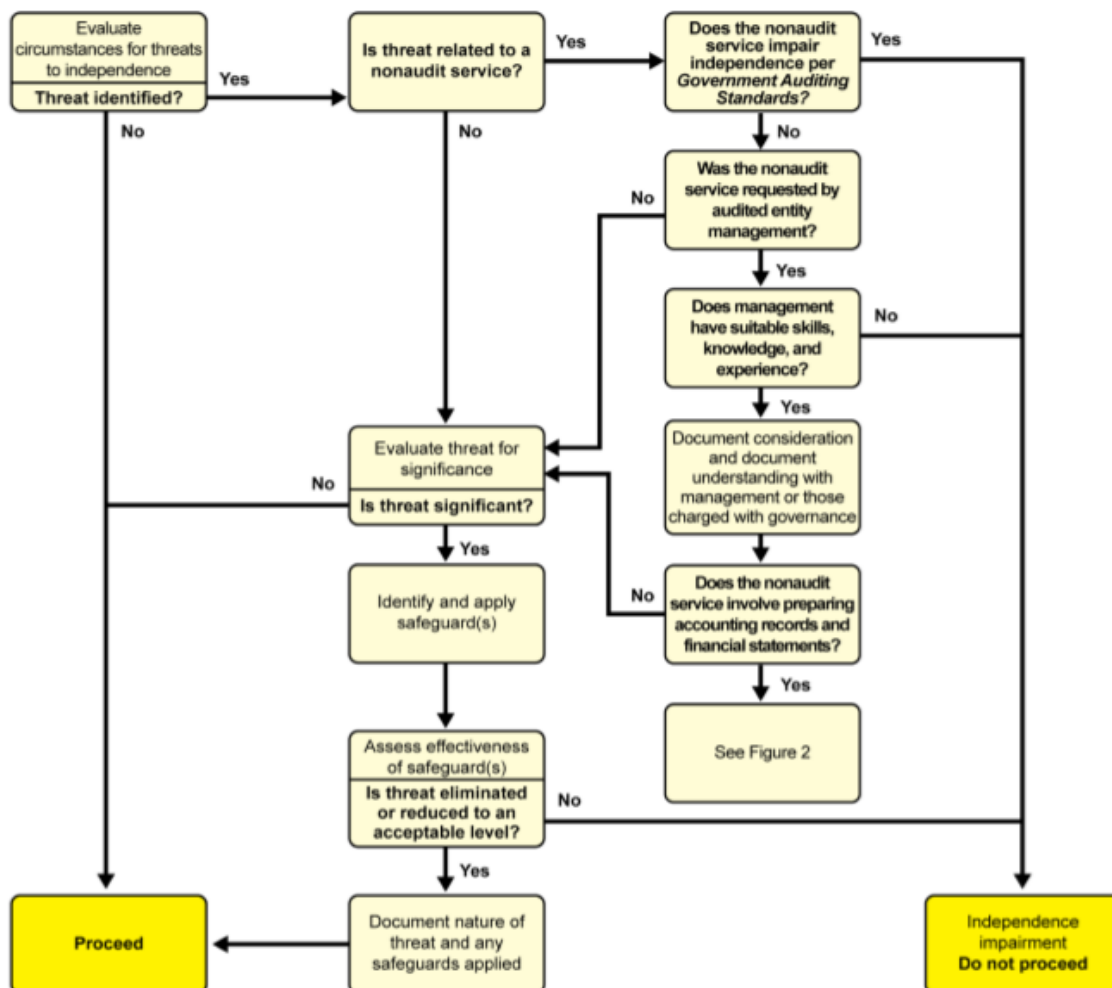 Evaluate
circumstances for threats
to independence
Threat identified?
Yes
No
Is threat related to a
nonaudit service?
Yes
No
Does the nonaudit
service impair
independence per
Government Auditing
Standards?
Yes
No
Was the nonaudit
service requested by
audited entity
management?
No
Yes
Does management
have suitable skills,
knowledge, and
experience?
No
Yes
Document consideration
and document
understanding with
management or those
charged with governance
Does the nonaudit
service involve preparing
accounting records and
financial statements?
No
Yes
See Figure 2
Evaluate threat for
significance
Is threat significant?
No
Yes
Identify and apply
safeguard(s)
Assess effectiveness
of safeguard(s)
Is threat eliminated
or reduced to an
acceptable level?
No
Yes
Document nature of
threat and any
safeguards applied
Proceed
Independence
impairment
Do not proceed